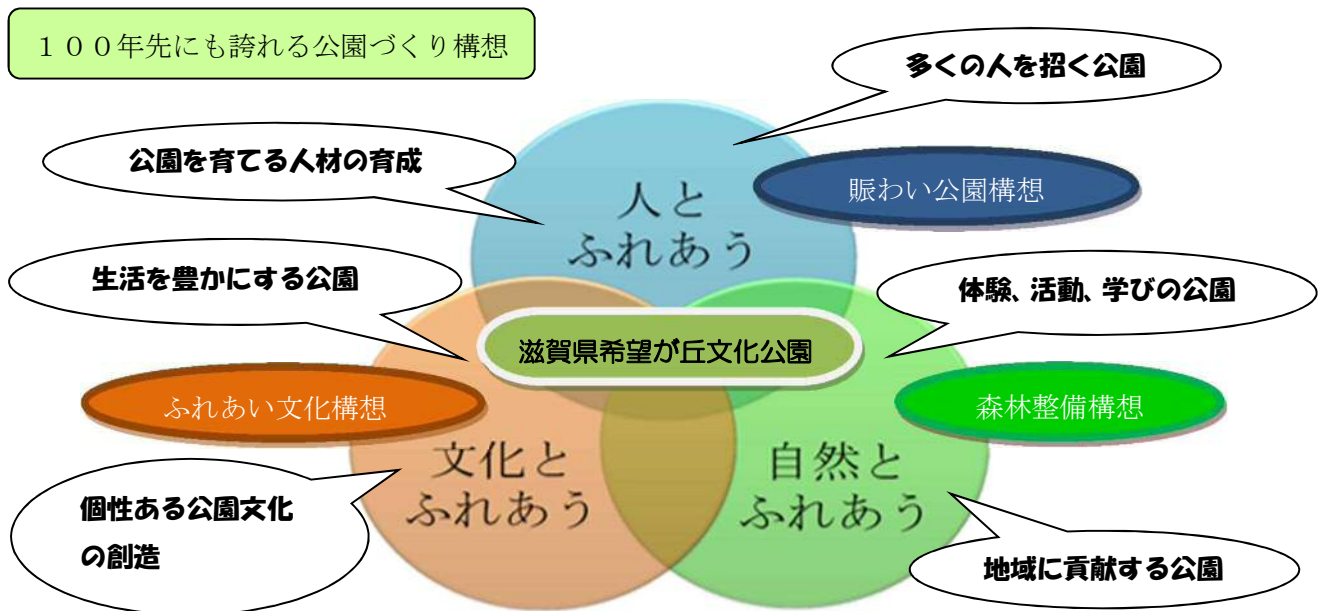 １００年先にも誇れる公園づくり構想
多くの人を招く公園
公園を育てる人材の育成
人と
ふれあう
賑わい公園構想
生活を豊かにする公園
体験、活動、学びの公園
滋賀県希望が丘文化公園
ふれあい文化構想
森林整備構想
文化と
ふれあう
自然と
ふれあう
個性ある公園文化
の創造
地域に貢献する公園